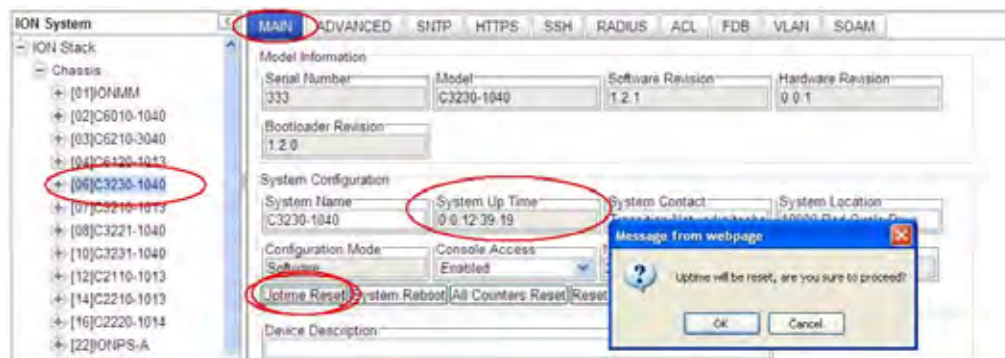 ION System
ION Stack
Chassis
[01]IONMM
[02]C6010-1040
[03]C6210-3040
[04]C6120-1013
[06]C3230-1040
[07]C3210-1013
[08]C3221-1040
[10]C3231-1040
[12]C2110-1013
[14]C2210-1013
[16]C2220-1014
[22]IONPS-A
MAIN ADVANCED SNTP HTTPS SSH RADIUS ACL FDB VLAN SOAM
Model Information
Serial Number Model Software Revision Hardware Revision
333 C3230-1040 1.2.1 0.0.1
Bootloader Revision
1.2.0
System Configuration
System Name System Up Time System Contact System Location
C3230-1040 0:0:12:39.19
Configuration Mode Console Access
Software Enabled
Uptime Reset System Reboot All Counters Reset Reset
Device Description
Message from webpage
Uptime will be reset, are you sure to proceed?
OK Cancel